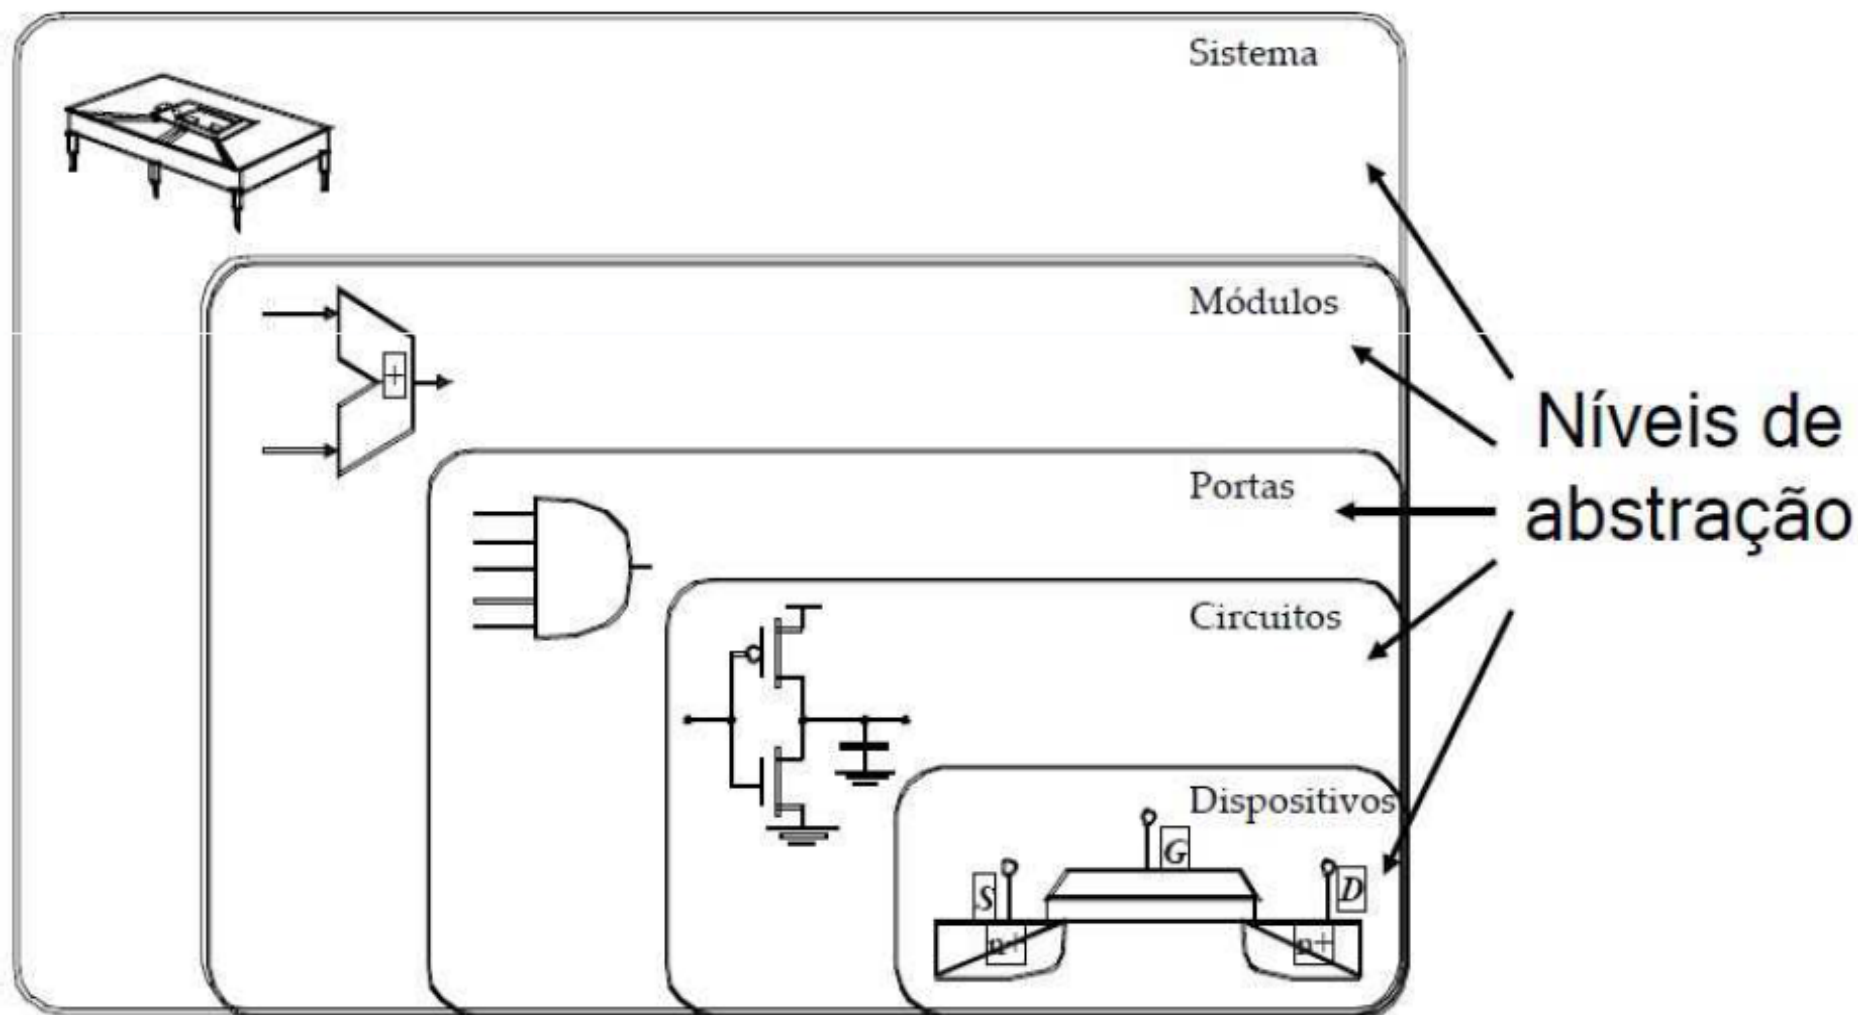 Sistema
Módulos
+
Níveis de
abstração
Portas
Circuitos
Dispositivos
G
S
D
n+
n+